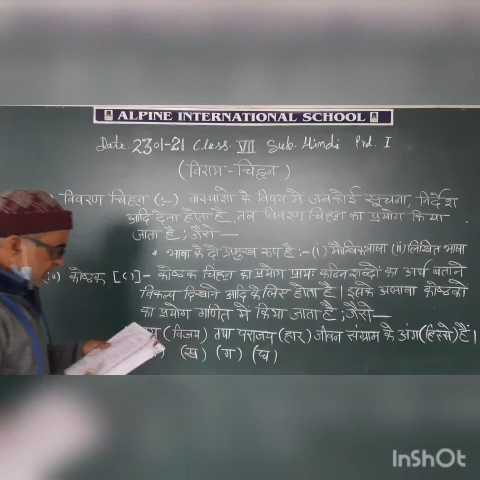 ALPINE INTERNATIONAL SCHOOL
Date 23-01-21 Class VII Sub. Hindi Prd. I
(विराम-चिह्न)
विवरण चिह्न (:-) वाक्यांशो के विषय में जब कोई सूचना, निर्देश
आदि देना होता है, तब विवरण चिह्न का प्रयोग किया
जाता है; जैसे—
* भाषा के दो प्रमुख रूप है :- (i) मौखिक भाषा (ii) लिखित भाषा
कोष्ठक [()] - कोष्ठक चिह्न का प्रयोग प्रायः कठिन शब्दों का अर्थ बताने
विकल्प दिखाने आदि के लिए होता है। इसके अलावा कोष्ठकों
का प्रयोग गणित में किया जाता है; जैसे—
(विजय) तथा पराजय (हार) जीवन संग्राम के अंग (हिस्से) हैं।
(ख) (ग) (घ)
InShOt